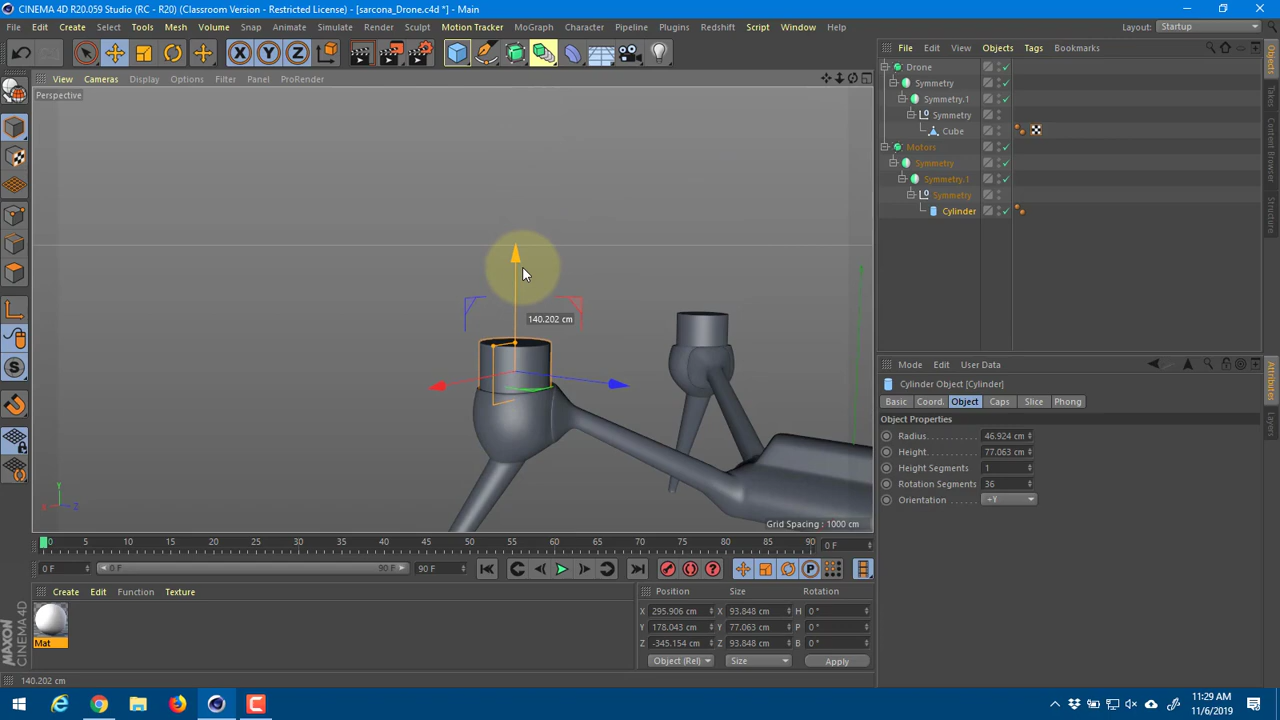 CINEMA 4D R20.059 Studio (RC - R20) (Classroom Version - Restricted License) - [sarcona_Drone.c4d *] - Main
File Edit Create Select Tools Mesh Volume Snap Animate Simulate Render Sculpt Motion Tracker MoGraph Character Pipeline Plugins Redshift Script Window Help Layout: Startup
X Y Z
File Edit View Objects Tags Bookmarks
View Cameras Display Options Filter Panel ProRender
Perspective
Drone
Symmetry
Symmetry.1
Symmetry
Cube
Motors
Symmetry
Symmetry.1
Symmetry
Cylinder
Objects
Takes
Content Browser
Structure
140.202 cm
Mode Edit User Data
Cylinder Object [Cylinder]
Basic Coord. Object Caps Slice Phong
Object Properties
Radius 46.924 cm
Height 77.063 cm
Height Segments 1
Rotation Segments 36
Orientation +Y
Attributes
Layers
Y
X Z
Grid Spacing : 1000 cm
0 5 10 15 20 25 30 35 40 45 50 55 60 65 70 75 80 85 90 0 F
0 F 0 F 90 F 90 F
Create Edit Function Texture
Mat
Position Size Rotation
X 295.906 cm X 93.848 cm H 0 °
Y 178.043 cm Y 77.063 cm P 0 °
Z -345.154 cm Z 93.848 cm B 0 °
Object (Rel) Size Apply
MAXON CINEMA 4D
140.202 cm
11:29 AM
11/6/2019